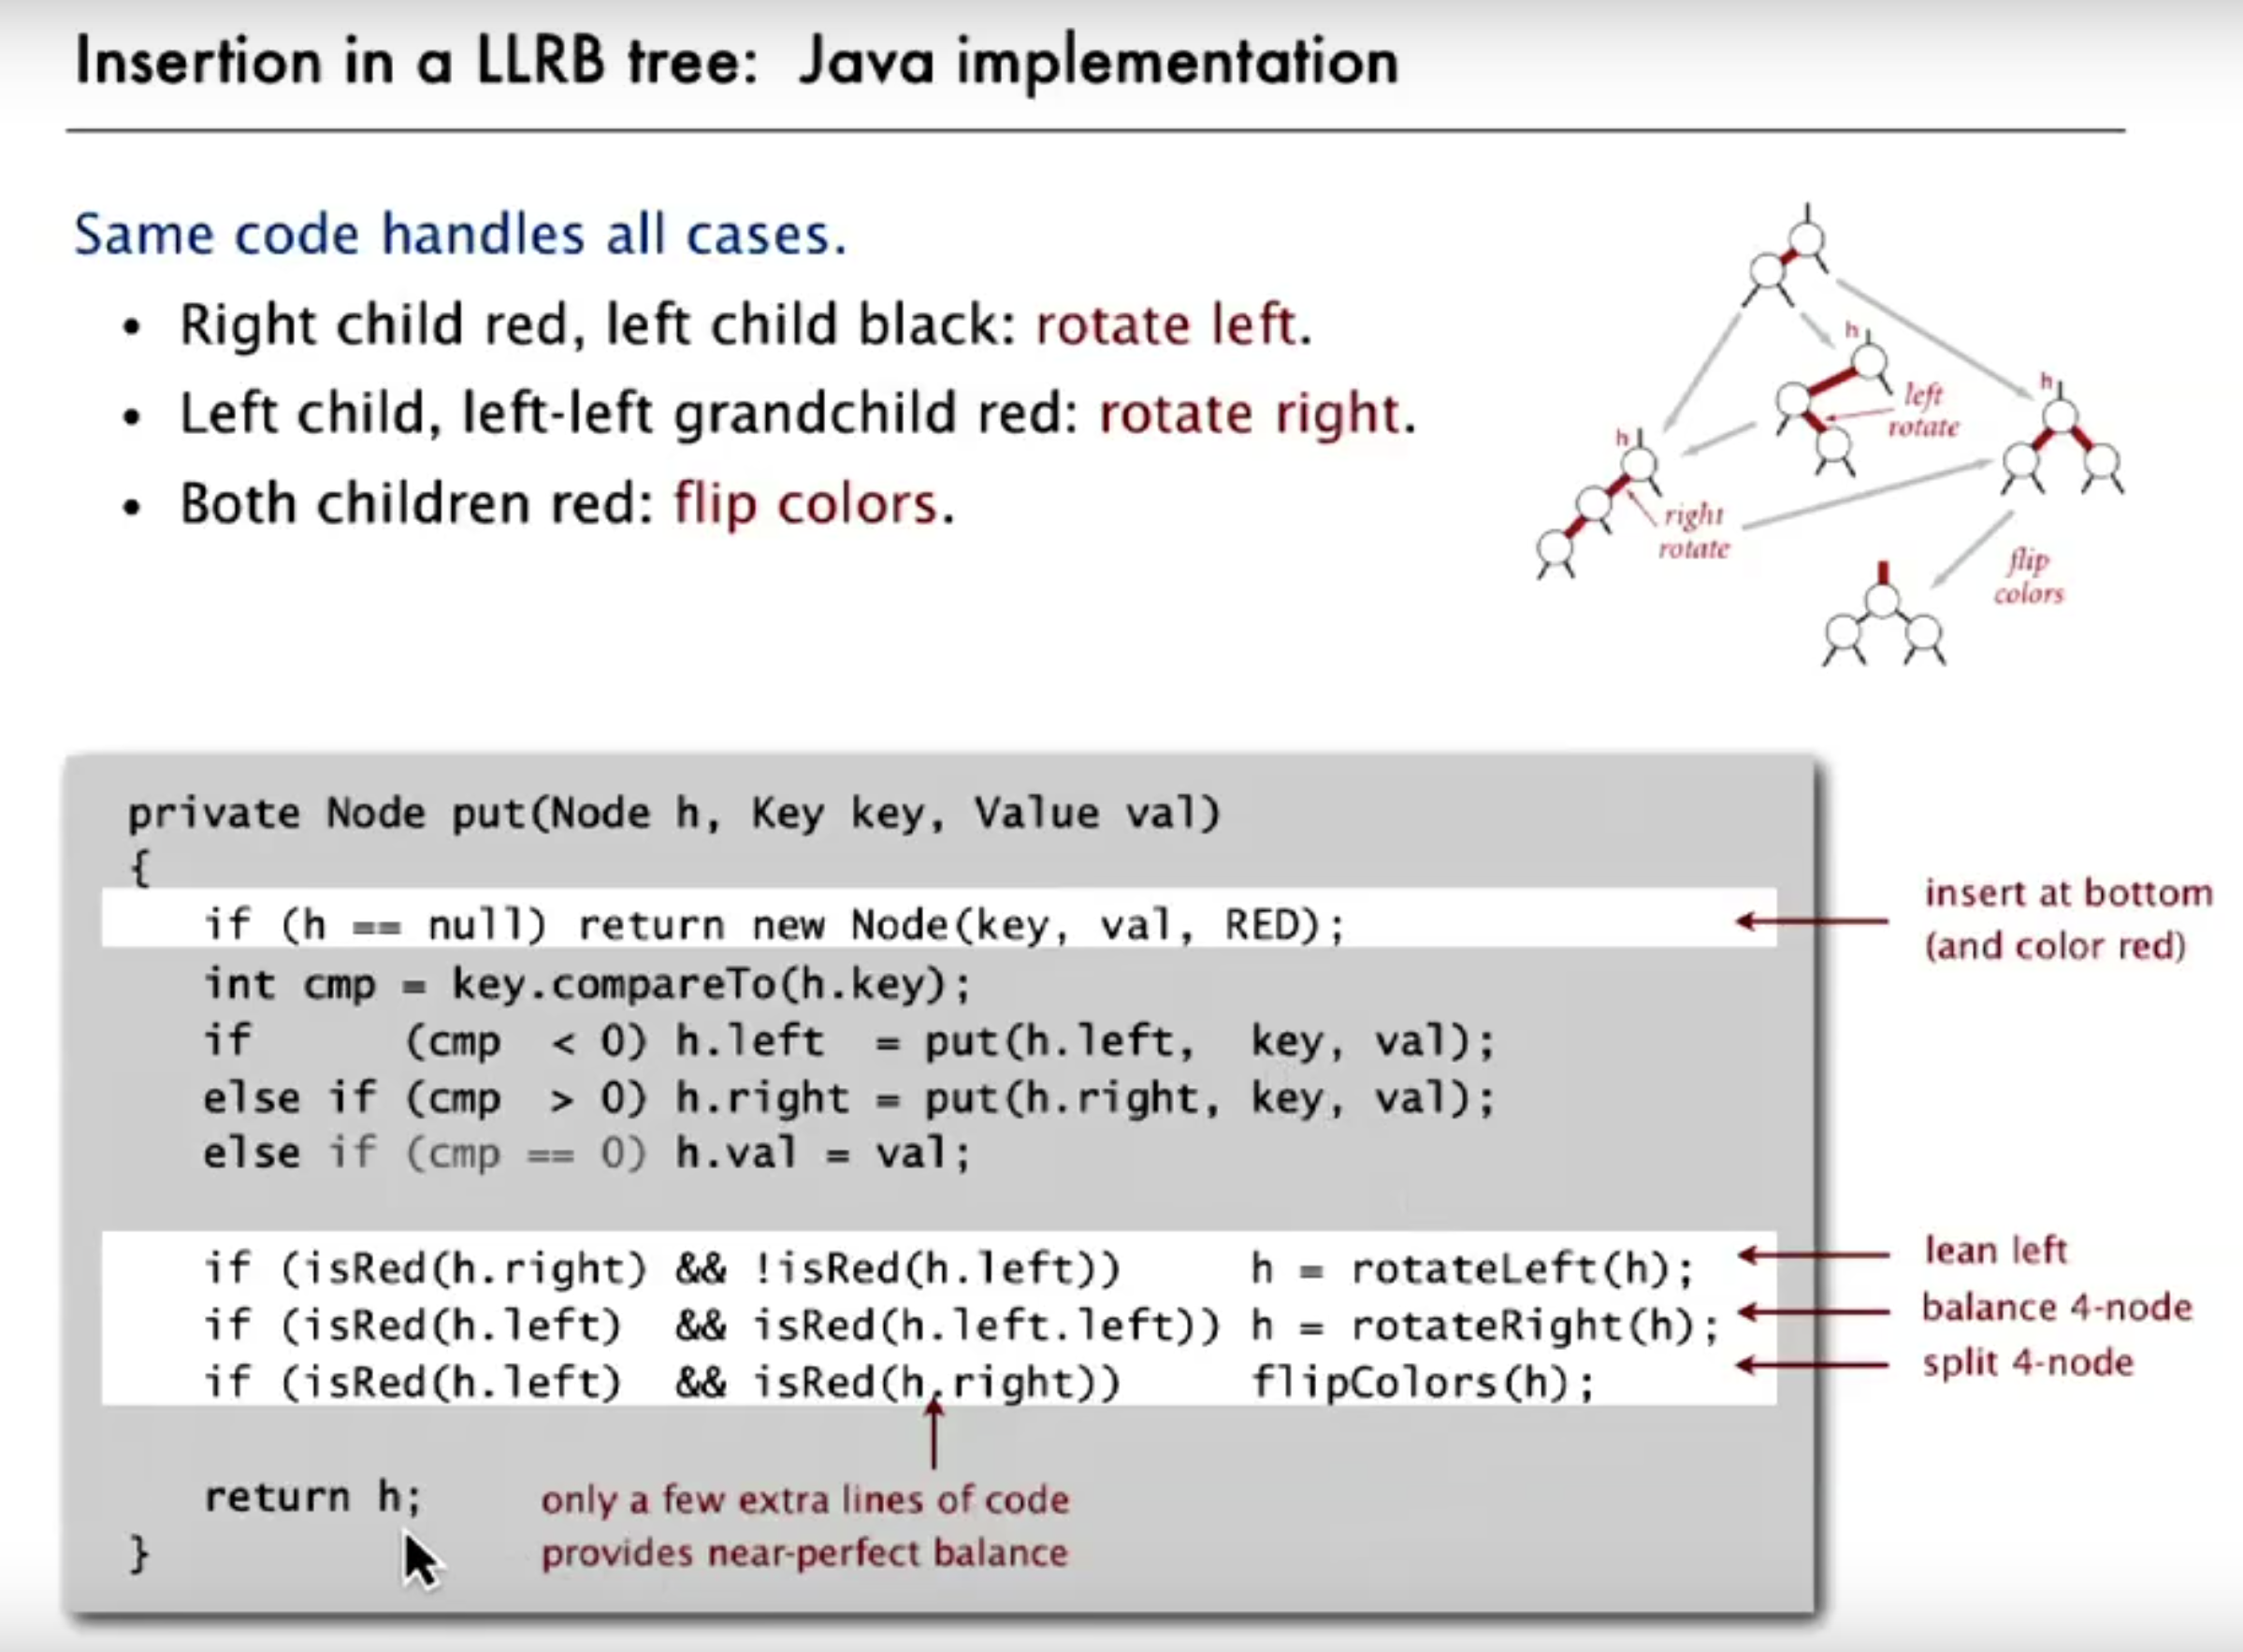 Insertion in a LLRB tree: Java implementation
Same code handles all cases.
• Right child red, left child black: rotate left.
• Left child, left-left grandchild red: rotate right.
• Both children red: flip colors.
h
left
rotate
h
h
right
rotate
flip
colors
private Node put(Node h, Key key, Value val)
{
if (h == null) return new Node(key, val, RED);
insert at bottom
(and color red)
int cmp = key.compareTo(h.key);
if (cmp < 0) h.left = put(h.left, key, val);
else if (cmp > 0) h.right = put(h.right, key, val);
else if (cmp == 0) h.val = val;
if (isRed(h.right) && !isRed(h.left)) h = rotateLeft(h);
lean left
if (isRed(h.left) && isRed(h.left.left)) h = rotateRight(h);
balance 4-node
if (isRed(h.left) && isRed(h.right)) flipColors(h);
split 4-node
return h;
only a few extra lines of code
provides near-perfect balance
}